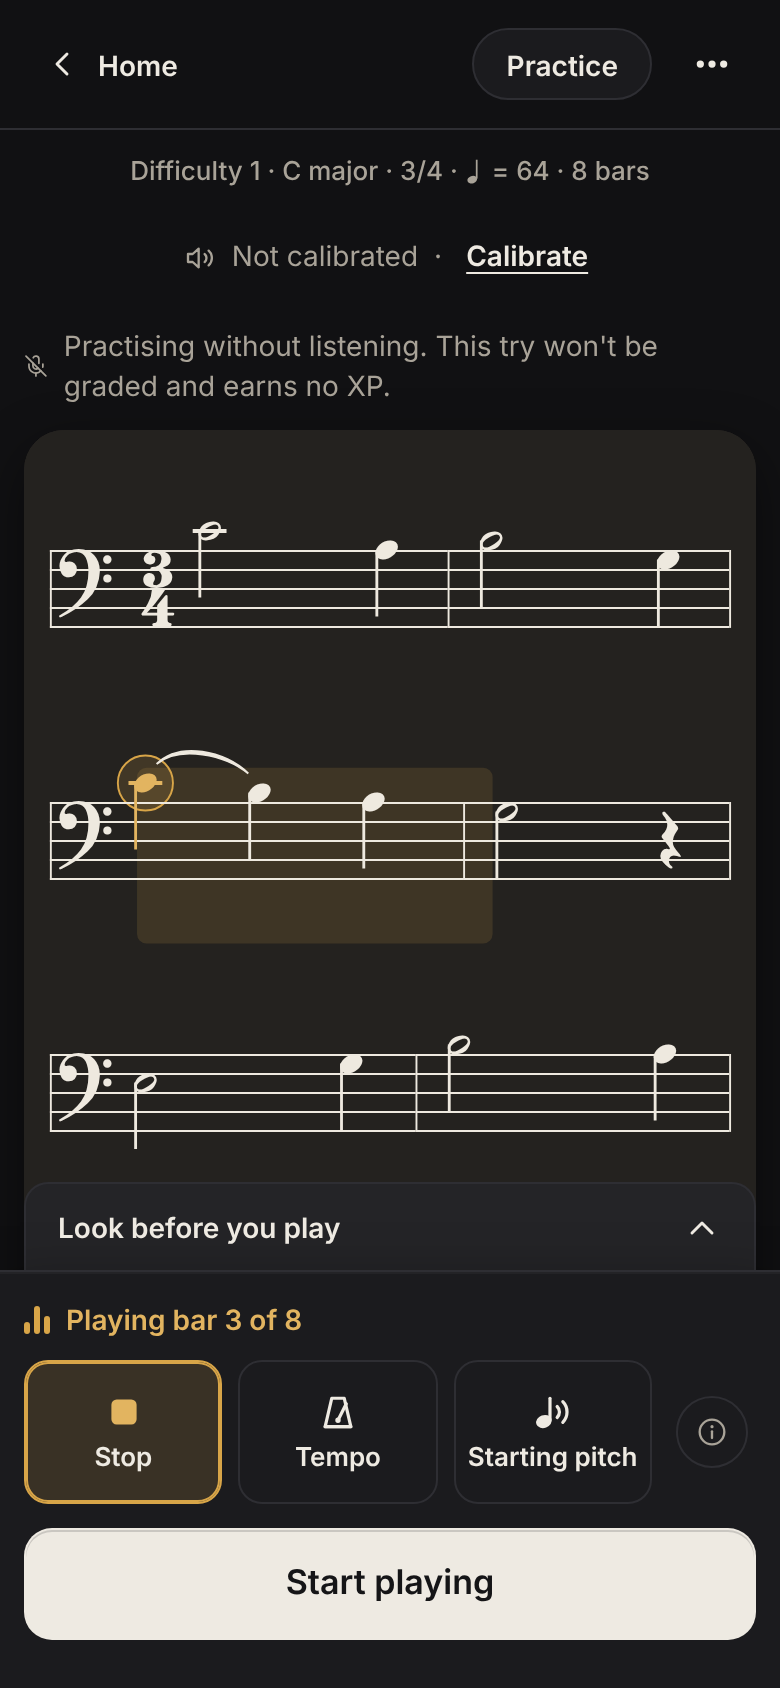 Home
Practice
Difficulty 1 · C major · 3/4 · ♩ = 64 · 8 bars
Not calibrated · Calibrate
Practising without listening. This try won't be
graded and earns no XP.
3
4
Look before you play
Playing bar 3 of 8
Stop
Tempo
Starting pitch
Start playing